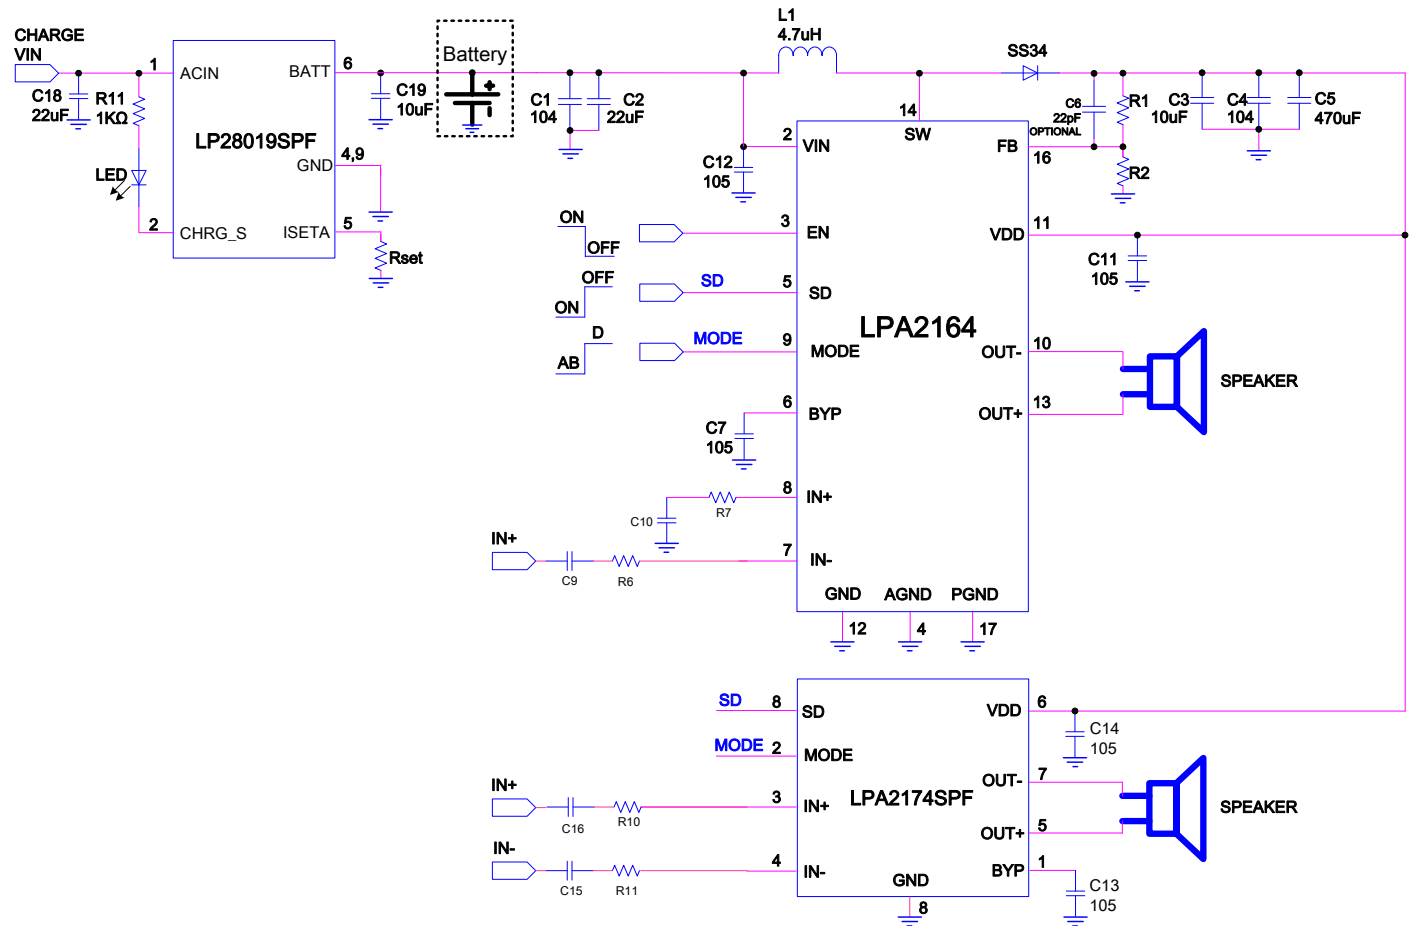 CHARGE
VIN
C18
22uF
R11
1KΩ
LED
1
2
ACIN
CHRG_S
LP28019SPF
BATT
GND
ISETA
6
4,9
5
Rset
C19
10uF
Battery
+
-
C1
104
C2
22uF
L1
4.7uH
SS34
C6
22pF
OPTIONAL
R1
R2
C3
10uF
C4
104
C5
470uF
C12
105
14
SW
2
VIN
FB
16
ON
OFF
3
EN
VDD
11
C11
105
OFF
ON
SD
5
SD
LPA2164
D
AB
MODE
9
MODE
OUT-
10
SPEAKER
6
BYP
OUT+
13
C7
105
8
IN+
R7
C10
IN+
C9
R6
7
IN-
GND
AGND
PGND
12
4
17
SD
8
SD
VDD
6
C14
105
MODE
2
MODE
OUT-
7
LPA2174SPF
IN+
C16
R10
3
IN+
OUT+
5
SPEAKER
IN-
C15
R11
4
IN-
BYP
1
C13
105
GND
8